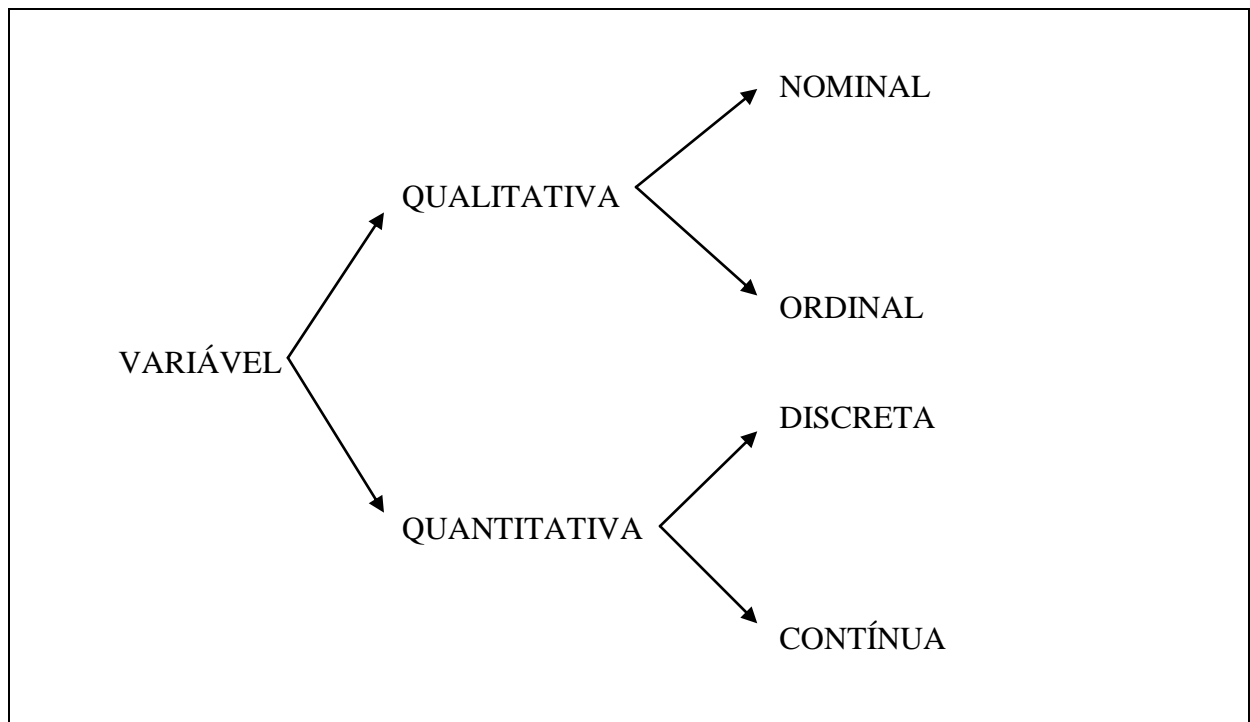 NOMINAL
QUALITATIVA
ORDINAL
VARIÁVEL
DISCRETA
QUANTITATIVA
CONTÍNUA